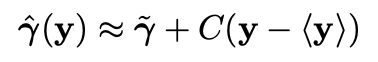 𝛄̂(𝐲) ≈ 𝛄̃ + C(𝐲 − ⟨𝐲⟩)